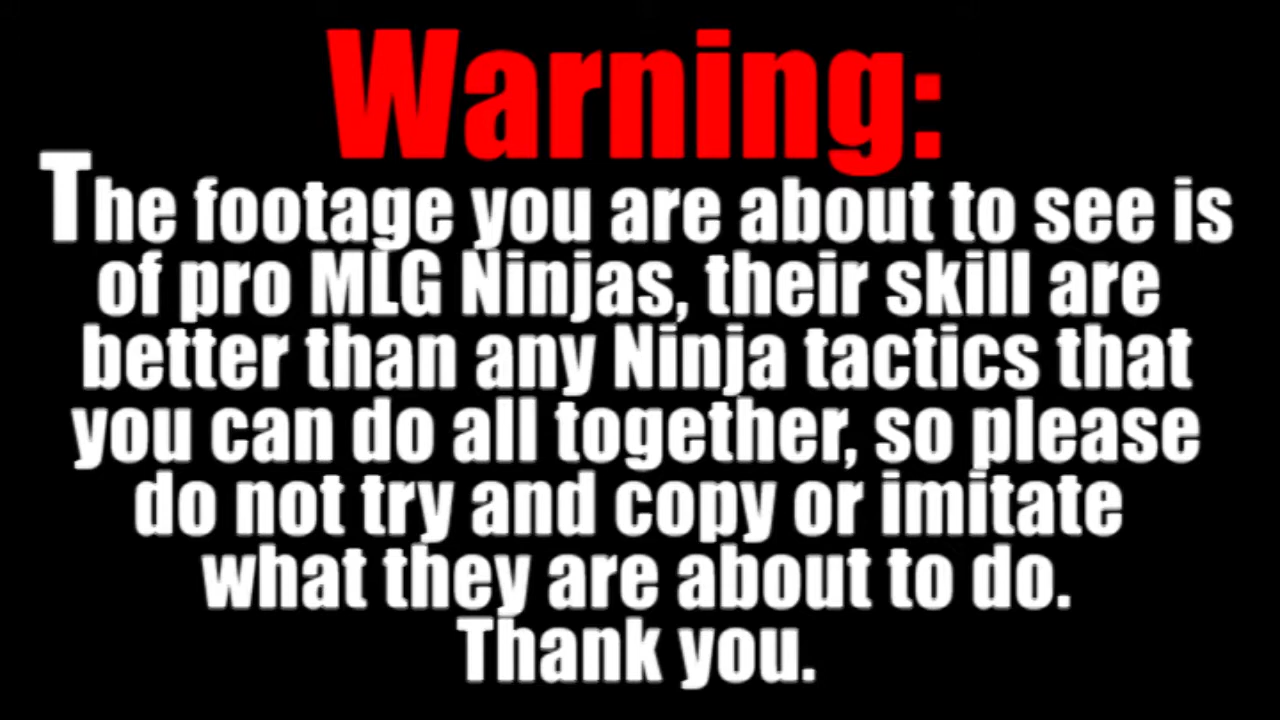 Warning:
The footage you are about to see is
of pro MLG Ninjas, their skill are
better than any Ninja tactics that
you can do all together, so please
do not try and copy or imitate
what they are about to do.
Thank you.